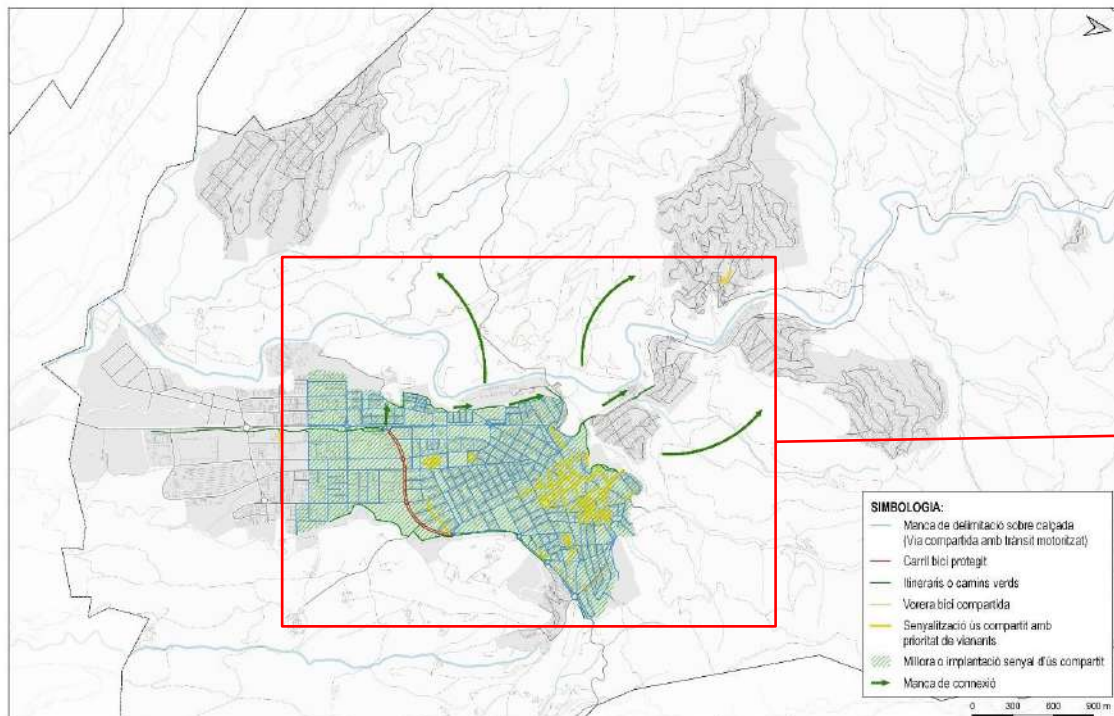 SIMBOLOGIA:
Manca de delimitació sobre calçada
(Via compartida amb trànsit motoritzat)
Carril bici protegit
Itineraris o camins verds
Vorera bici compartida
Senyalització ús compartit amb
prioritat de vianants
Millora o implantació senyal d'ús compartit
Manca de connexió
0 300 600 900 m